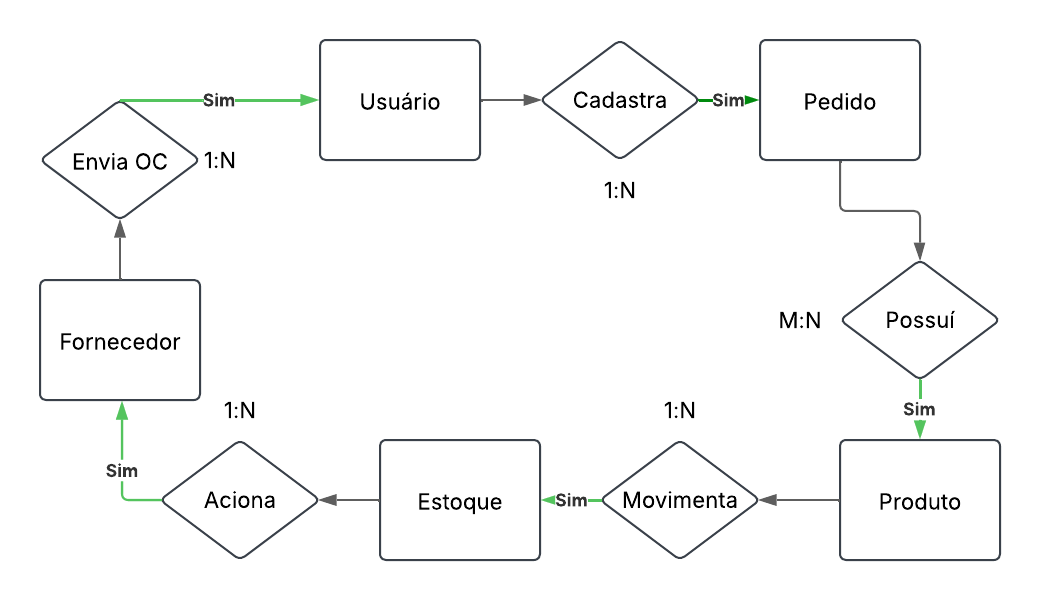 Usuário
Cadastra
Sim
Pedido
Sim
Envia OC
1:N
1:N
Possuí
M:N
Sim
Fornecedor
1:N
1:N
Sim
Aciona
Estoque
Sim
Movimenta
Produto